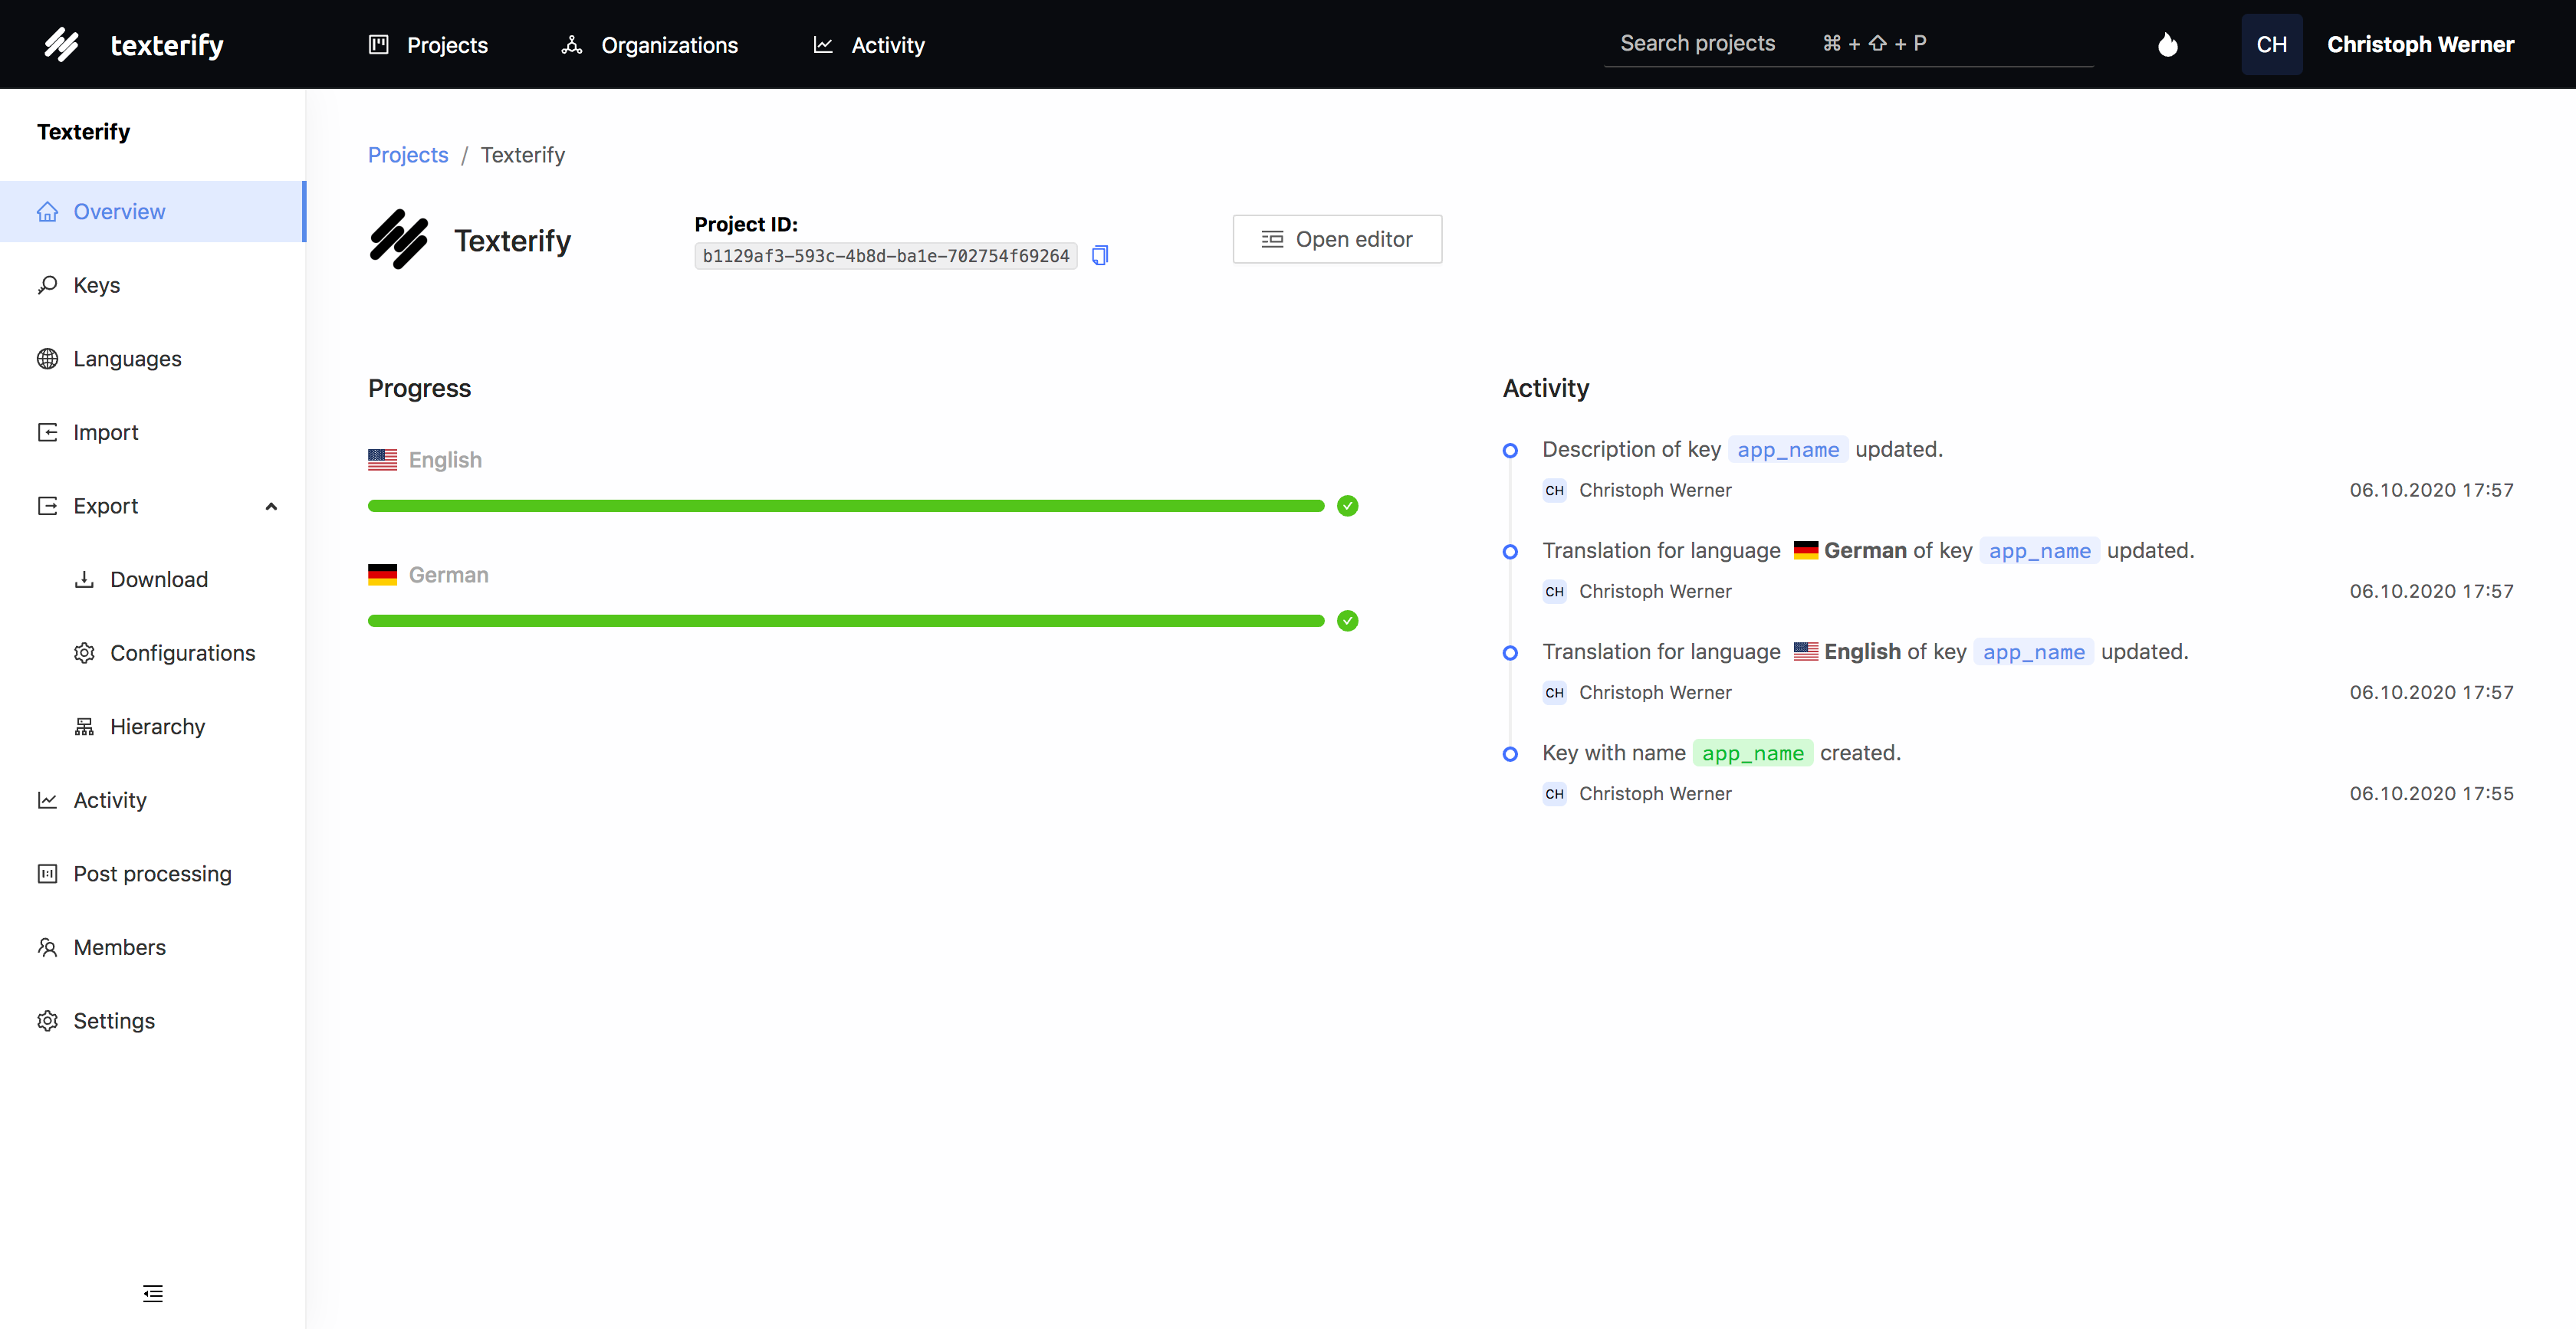 texterify
Projects
Organizations
Activity
Search projects ⌘ + ⇧ + P
CH Christoph Werner
Texterify
Overview
Keys
Languages
Import
Export
Download
Configurations
Hierarchy
Activity
Post processing
Members
Settings
Projects / Texterify
Texterify
Project ID:
b1129af3-593c-4b8d-ba1e-702754f69264
Open editor
Progress
English
German
Activity
Description of key app_name updated.
CH Christoph Werner 06.10.2020 17:57
Translation for language German of key app_name updated.
CH Christoph Werner 06.10.2020 17:57
Translation for language English of key app_name updated.
CH Christoph Werner 06.10.2020 17:57
Key with name app_name created.
CH Christoph Werner 06.10.2020 17:55